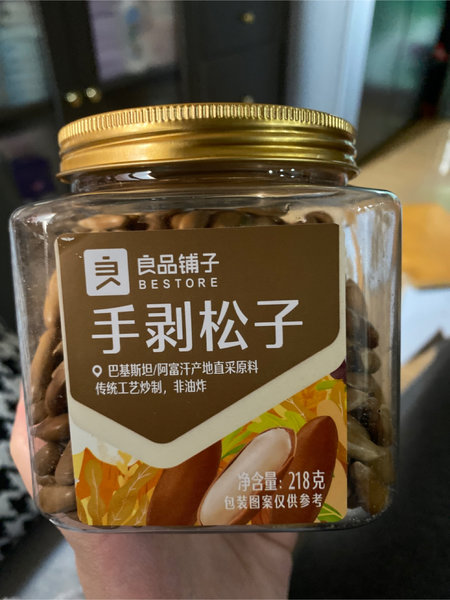 良品铺子
BESTORE
手剥松子
巴基斯坦/阿富汗产地直采原料
传统工艺炒制，非油炸
净含量：218克
包装图案仅供参考